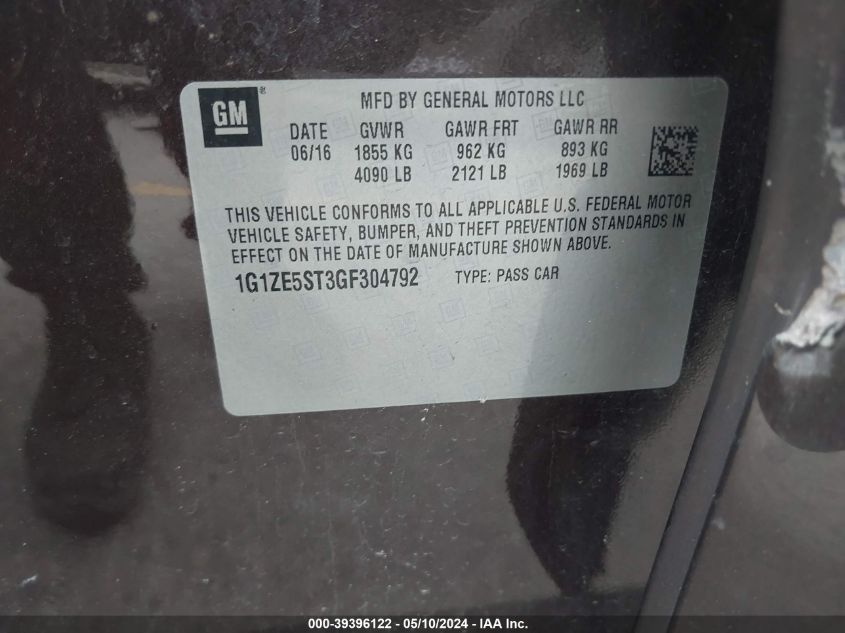 GM ®
MFD BY GENERAL MOTORS LLC
DATE GVWR GAWR FRT GAWR RR
06/16 1855 KG 962 KG 893 KG
4090 LB 2121 LB 1969 LB
THIS VEHICLE CONFORMS TO ALL APPLICABLE U.S. FEDERAL MOTOR
VEHICLE SAFETY, BUMPER, AND THEFT PREVENTION STANDARDS IN
EFFECT ON THE DATE OF MANUFACTURE SHOWN ABOVE.
1G1ZE5ST3GF304792 TYPE: PASS CAR
000-39396122 - 05/10/2024 - IAA Inc.